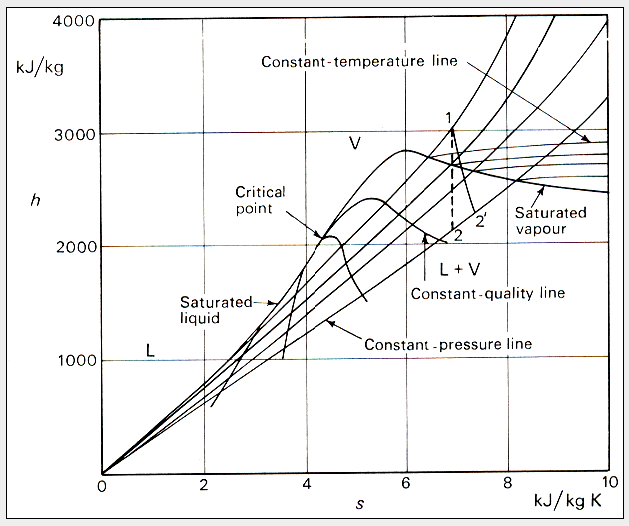 4000
kJ/kg
Constant-temperature line
1
3000
V
h
Critical
point
2'
Saturated
vapour
2
2000
L + V
Saturated
liquid
Constant-quality line
L
Constant-pressure line
1000
0
2
4
6
8
10
s
kJ/kg K